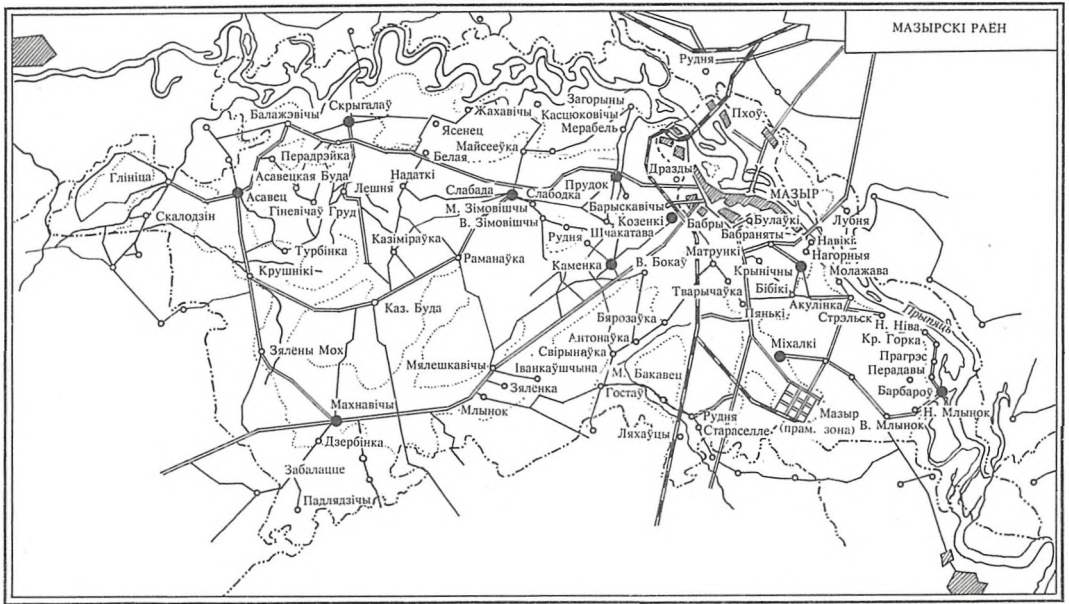 МАЗЫРСКІ РАЁН
Рудня
Загорыны
Скрыгалаў
Жахавічы
Касцюковічы
Балажэвічы
Ясенец
Мерабель
Пхоў
Майсееўка
Перадрэйка
Белая
Дразды
Глініца
Асавецкая Буда
Надаткі
Лешня
Слабада
Слабодка
Прудок
МАЗЫР
Асавец
Гіневічаў Груд
М. Зімовішчы
Барыскавічы
Скалодзін
В. Зімовішчы
Козенкі
Бабры
Булаўкі
Лубня
Шчакатава
Бабраняты
Казіміраўка
Рудня
Навікі
Турбінка
Матрункі
Нагорныя
Раманаўка
В. Бокаў
Крушнікі
Каменка
Крынічны
Молажава
Бібікі
Тварычаўка
Акулінка
Каз. Буда
Пянькі
Стрэльск
Прыпяць
Бярозаўка
Н. Ніва
Антонаўка
Міхалкі
Кр. Горка
Зялёны Мох
Свірынаўка
Прагрэс
Мялешкавічы
Іванкаўшчына
М. Бакавец
Перадавы
Зялёнка
Гостаў
Барбароў
Махнавічы
Млынок
Рудня
Мазыр
(прам. зона)
Н. Млынок
В. Млынок
Дзербінка
Ляхаўцы
Стараселле
Забалацце
Падлядзічы